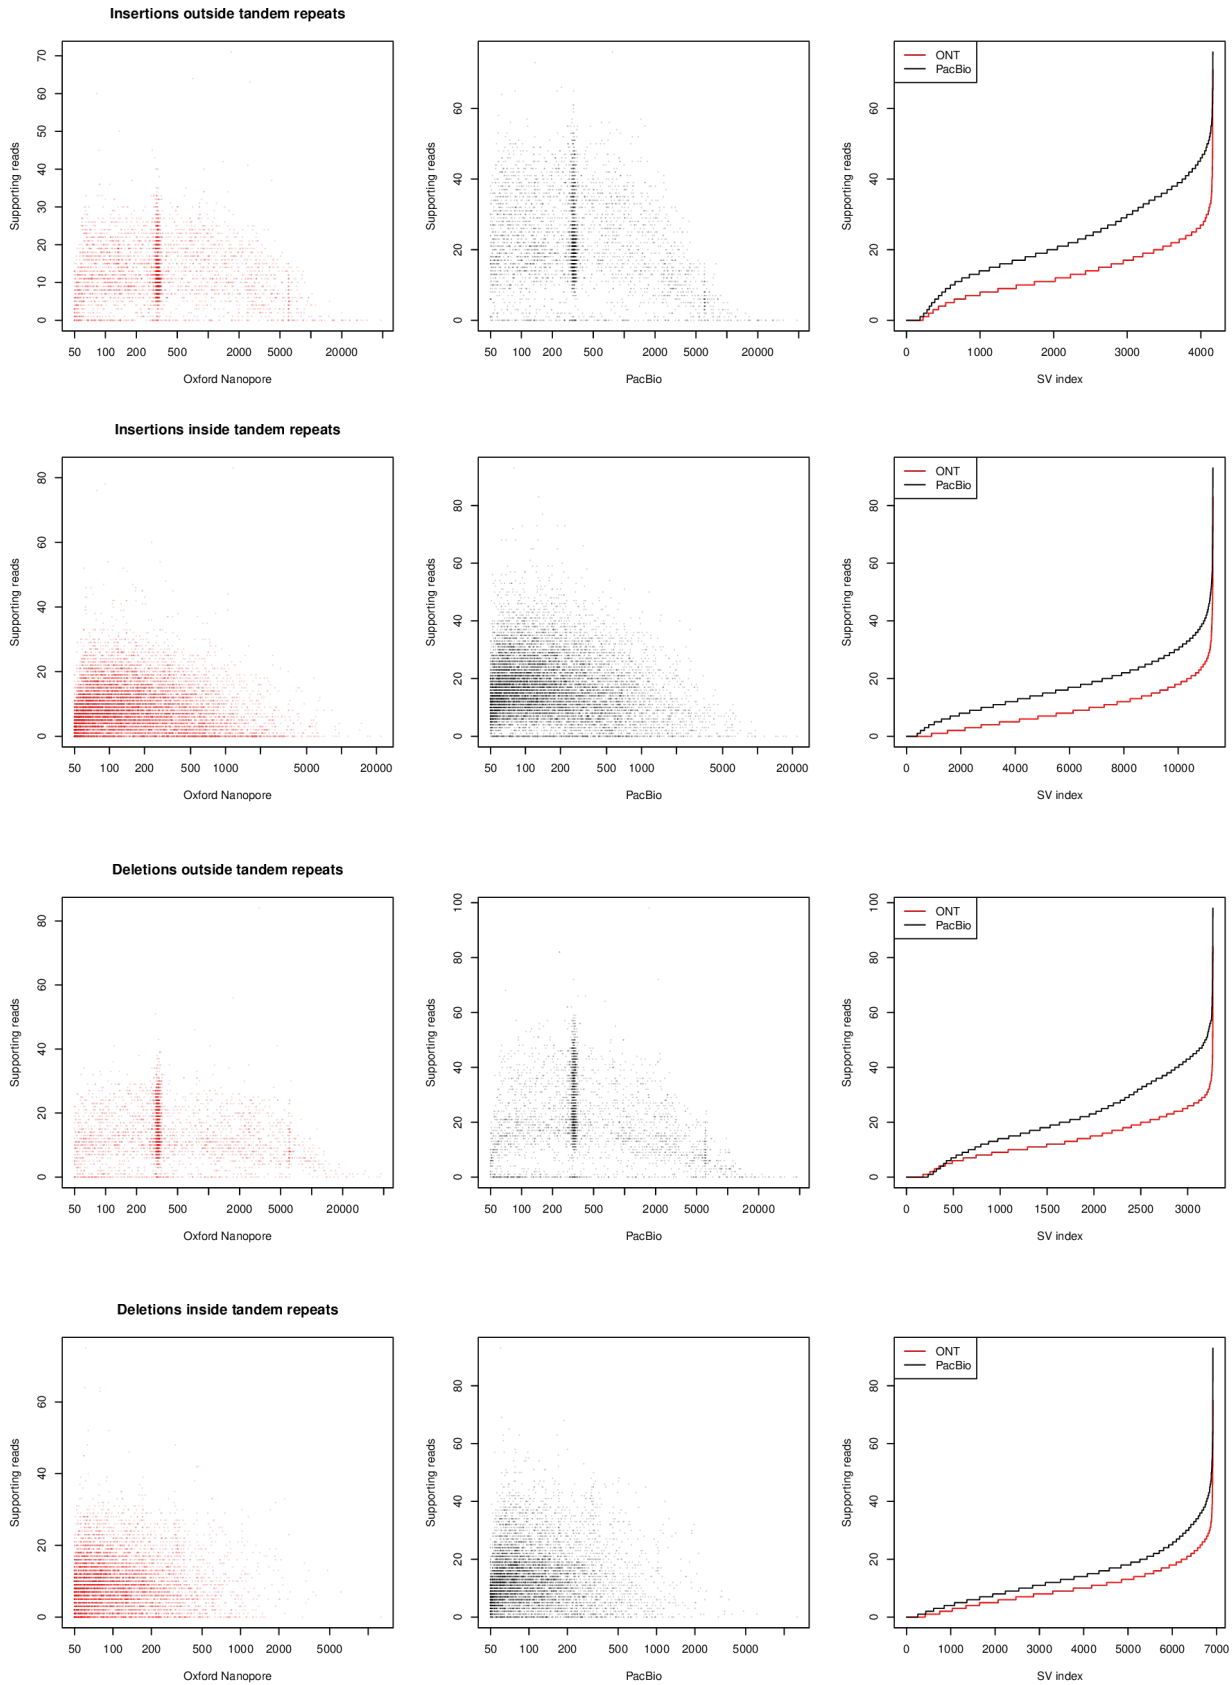 Insertions outside tandem repeats
Supporting reads
0 10 20 30 40 50 60 70
50 100 200 500 2000 5000 20000
Oxford Nanopore
Supporting reads
0 20 40 60
50 100 200 500 2000 5000 20000
PacBio
ONT
PacBio
Supporting reads
0 20 40 60
0 1000 2000 3000 4000
SV index
Insertions inside tandem repeats
Supporting reads
0 20 40 60 80
50 100 200 500 1000 5000 20000
Oxford Nanopore
Supporting reads
0 20 40 60 80
50 100 200 500 1000 5000 20000
PacBio
ONT
PacBio
Supporting reads
0 20 40 60 80
0 2000 4000 6000 8000 10000
SV index
Deletions outside tandem repeats
Supporting reads
0 20 40 60 80
50 100 200 500 2000 5000 20000
Oxford Nanopore
Supporting reads
0 20 40 60 80 100
50 100 200 500 2000 5000 20000
PacBio
ONT
PacBio
Supporting reads
0 20 40 60 80 100
0 500 1000 1500 2000 2500 3000
SV index
Deletions inside tandem repeats
Supporting reads
0 20 40 60
50 100 200 500 1000 2000 5000
Oxford Nanopore
Supporting reads
0 20 40 60 80
50 100 200 500 1000 2000 5000
PacBio
ONT
PacBio
Supporting reads
0 20 40 60 80
0 1000 2000 3000 4000 5000 6000 7000
SV index